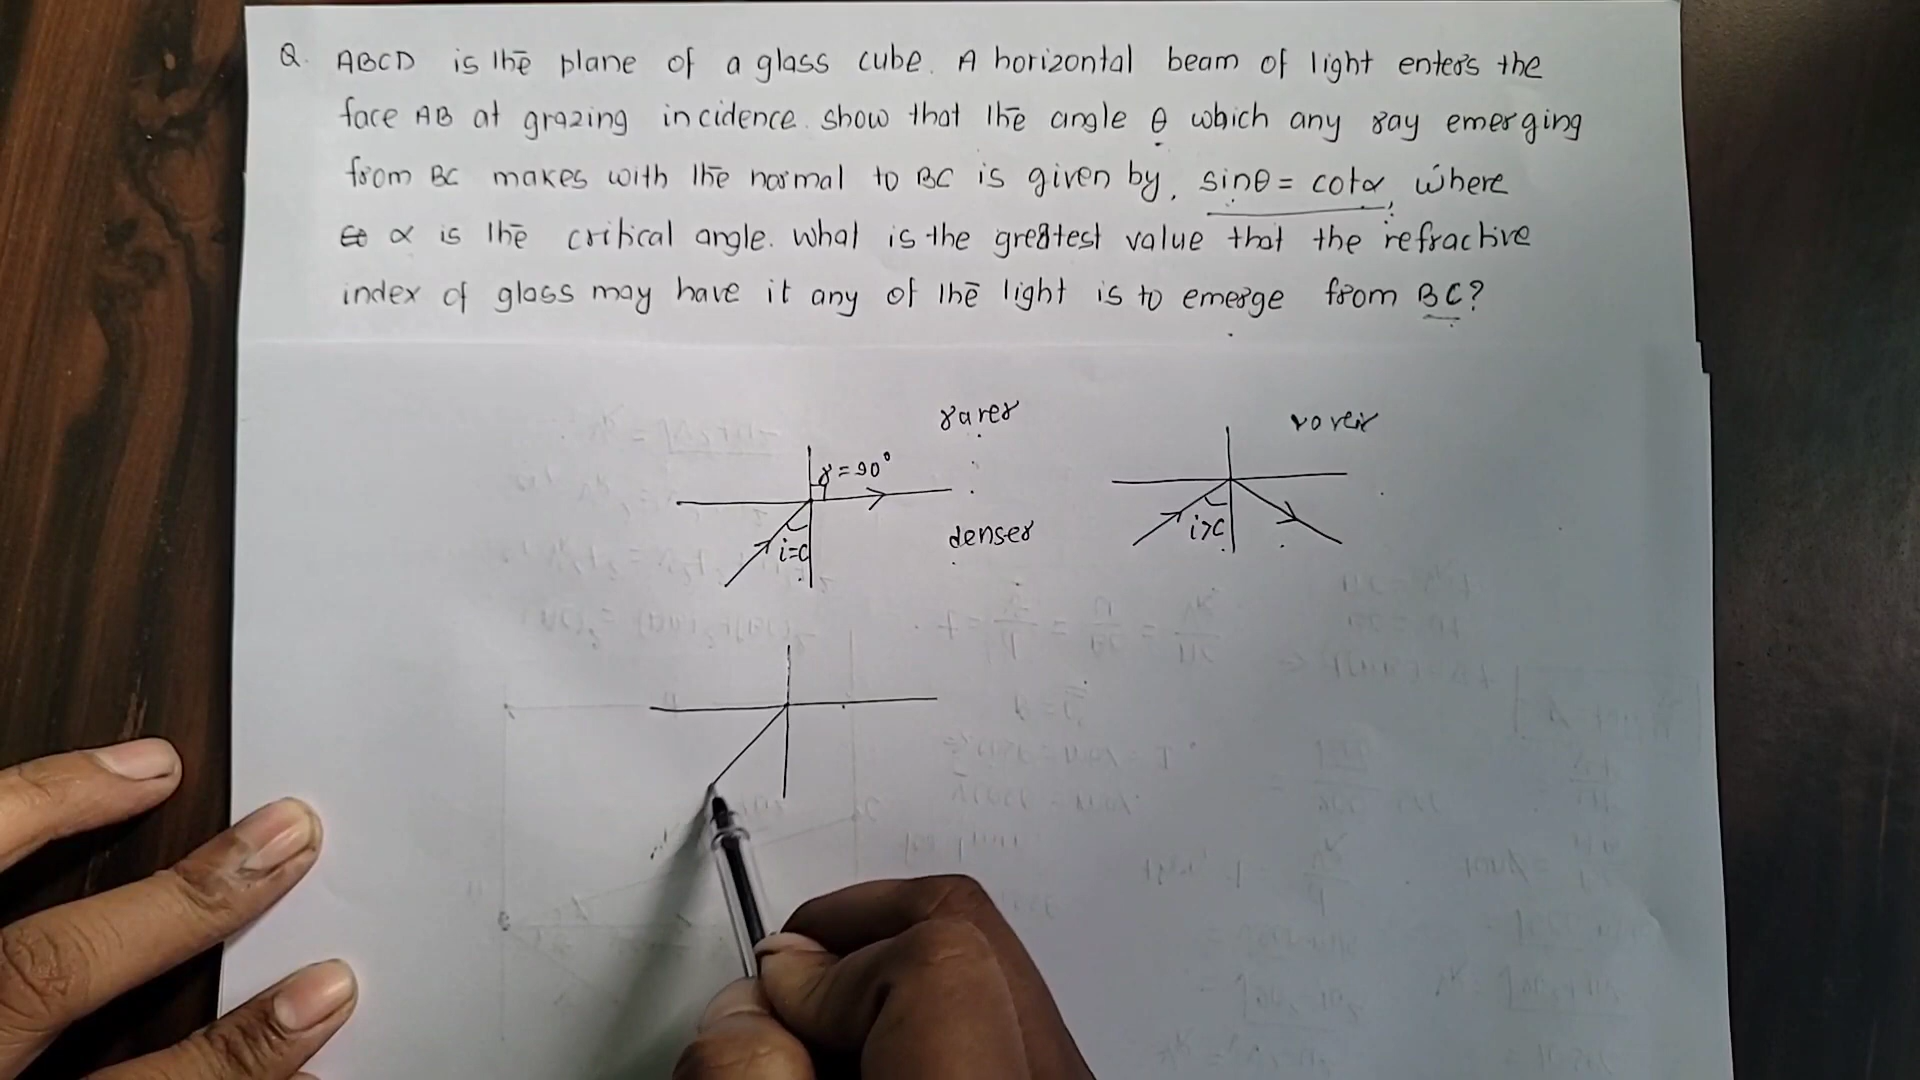 Q. ABCD is the plane of a glass cube. A horizontal beam of light enters the
face AB at grazing incidence. show that the angle θ which any ray emerging
from BC makes with the normal to BC is given by, sinθ = cotα, where
α is the critical angle. what is the greatest value that the refractive
index of glass may have it any of the light is to emerge from BC?
rarer
r = 90°
denser
i=c
i>c